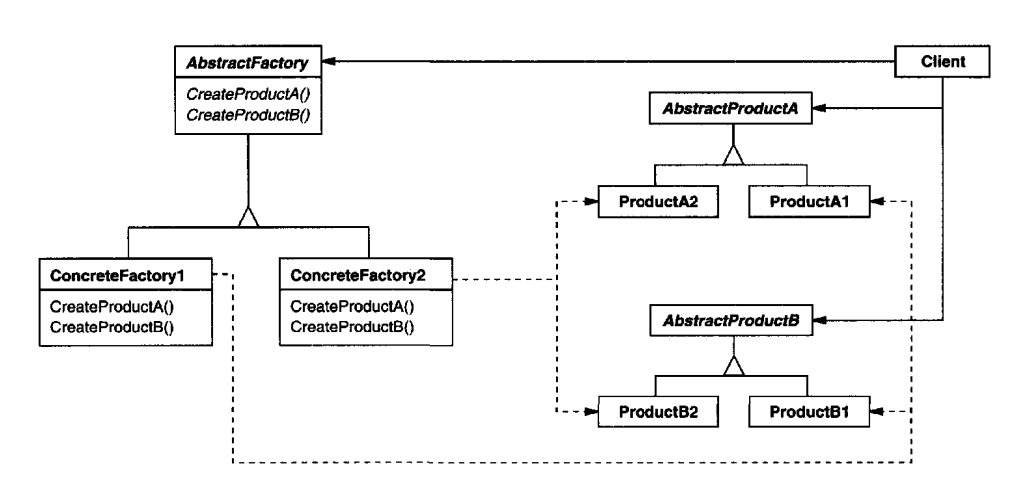 AbstractFactory
CreateProductA()
CreateProductB()
Client
AbstractProductA
ProductA2
ProductA1
ConcreteFactory1
CreateProductA()
CreateProductB()
ConcreteFactory2
CreateProductA()
CreateProductB()
AbstractProductB
ProductB2
ProductB1